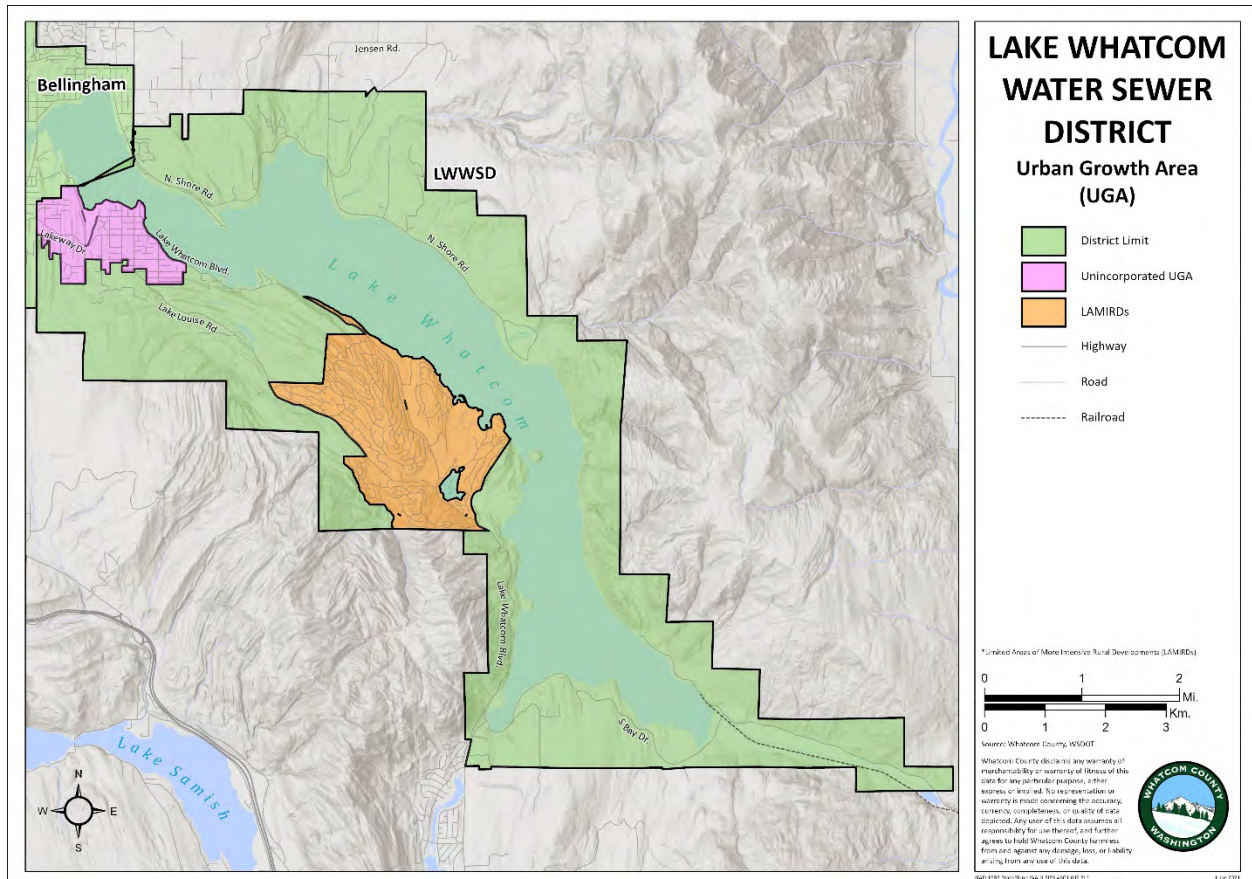 Jensen Rd.
Bellingham
LWWSD
N. Shore Rd.
N. Shore Rd.
Lakeway Dr.
Lake Whatcom Blvd.
Lake Louise Rd.
Lake Whatcom
Lake Whatcom Blvd.
S Bay Dr.
Lake Samish
N
W
E
S
LAKE WHATCOM
WATER SEWER
DISTRICT
Urban Growth Area
(UGA)
District Limit
Unincorporated UGA
LAMIRDs
Highway
Road
Railroad
*Limited Areas of More Intensive Rural Developments (LAMIRDs)
0 1 2
Mi.
Km.
0 1 2 3
Source: Whatcom County, WSDOT
Whatcom County disclaims any warranty of
merchantability or warranty of fitness of this
data for any particular purpose, either
express or implied. No representation or
warranty is made concerning the accuracy,
currency, completeness, or quality of data
depicted. Any user of this data assumes all
responsibility for use thereof, and further
agrees to hold Whatcom County harmless
from and against any damage, loss, or liability
arising from any use of this data.
WHATCOM COUNTY
WASHINGTON